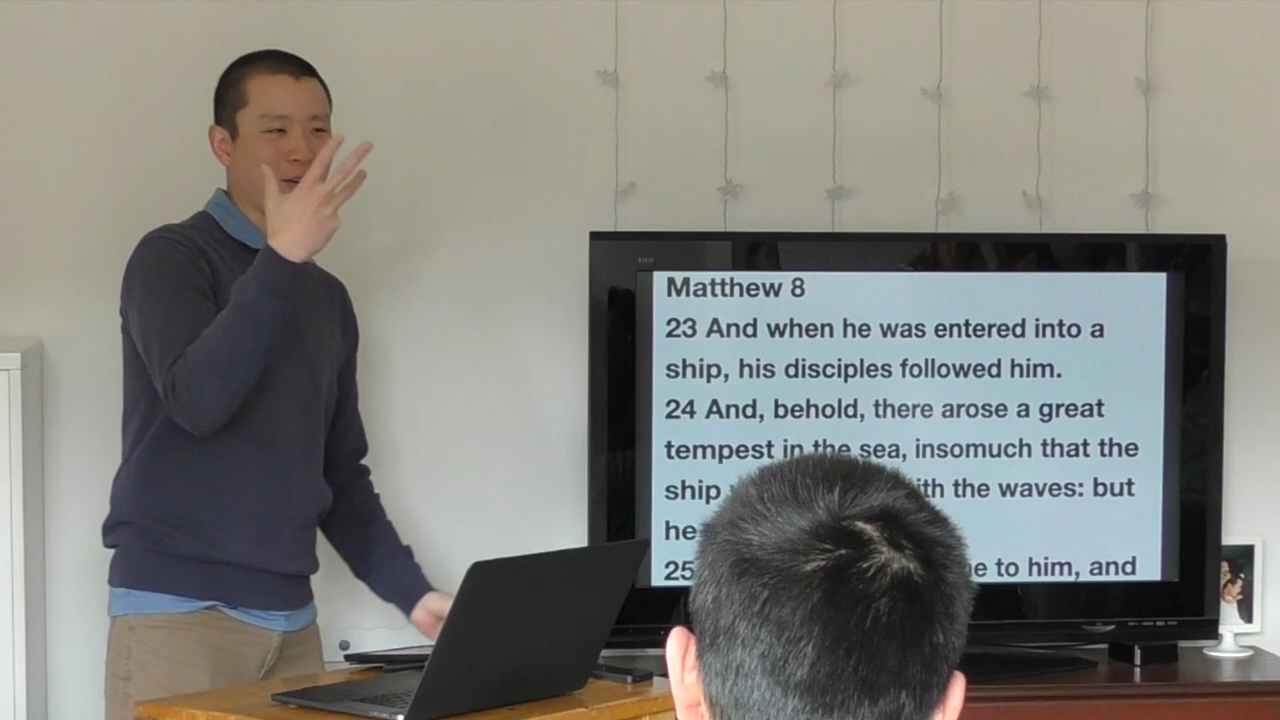 Matthew 8
23 And when he was entered into a
ship, his disciples followed him.
24 And, behold, there arose a great
tempest in the sea, insomuch that the
ship with the waves: but
he
25 to him, and